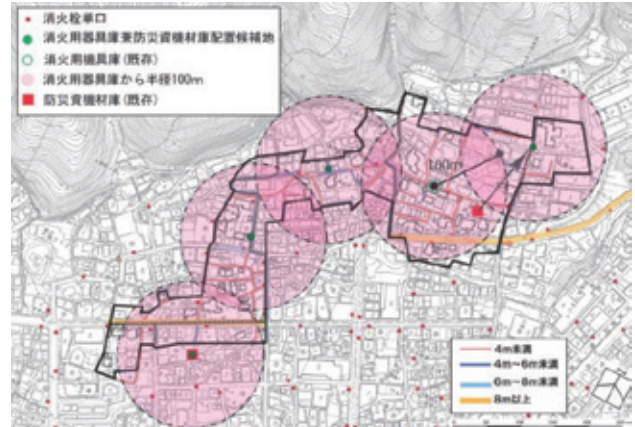 消火栓単口
消火用器具庫兼防災資機材庫配置候補地
消火用機具庫(既存)
消火用器具庫から半径100m
防災資機材庫(既存)
100m
4m未満
4m～6m未満
6m～8m未満
8m以上